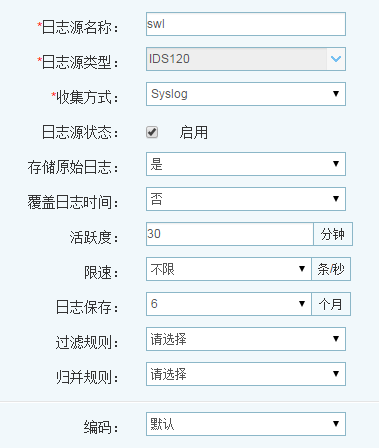 *日志源名称： swl
*日志源类型： IDS120
*收集方式： Syslog
日志源状态： 启用
存储原始日志： 是
覆盖日志时间： 否
活跃度： 30 分钟
限速： 不限 条/秒
日志保存： 6 个月
过滤规则： 请选择
归并规则： 请选择
编码： 默认